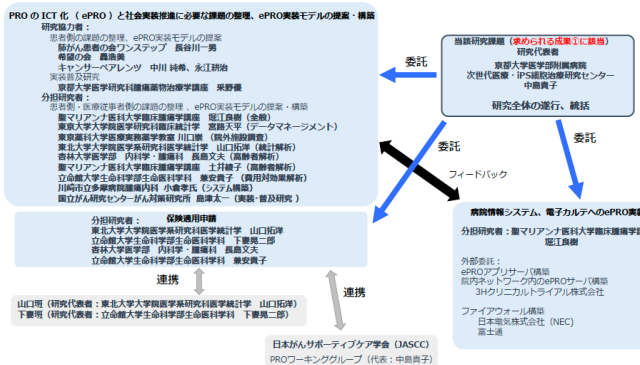 PRO のICT 化 （ ePRO ）と社会実装推進に必要な課題の整理、ePRO実装モデルの提案・構築
研究協力者：
患者側の課題の整理、ePRO実装モデルの提案
肺がん患者の会ワンステップ 長谷川一男
希望の会 轟浩美
キャンサーペアレンツ 中川 純希、永江耕治
実装普及研究
京都大学医学研究科腫瘍薬物治療学講座 采野優
分担研究者：
患者側・医療従事者側の課題の整理 、ePRO実装モデルの提案・構築
聖マリアンナ医科大学臨床腫瘍学講座 堀江良樹（全般）
東京大学大学院医学研究科臨床統計学 宮路天平（データマネージメント）
東京薬科大学医療実務薬学教室 川口崇 （院外施設調査）
東北大学大学院医学系研究科医学統計学 山口拓洋（統計解析）
杏林大学医学部 内科学・腫瘍科 長島文夫（高齢者解析）
聖マリアンナ医科大学臨床腫瘍学講座 土井綾子（高齢者解析）
立命館大学生命科学部生命医科学科 兼安貴子（ 費用対効果解析）
川崎市立多摩病院腫瘍内科 小倉孝氏（システム構築）
国立がん研究センターがん対策研究所 島津太一（実装・普及研究 ）
委託
当該研究課題（求められる成果①に該当）
研究代表者
京都大学医学部附属病院
次世代医療・iPS細胞治療研究センター
中島貴子
研究全体の遂行、統括
委託
委託
フィードバック
保険適用申請
分担研究者：
東北大学大学院医学系研究科医学統計学 山口拓洋
立命館大学生命科学部生命医科学科 下妻晃二郎
杏林大学医学部 内科学・腫瘍科 長島文夫
立命館大学生命科学部生命医科学科 兼安貴子
病院情報システム、電子カルテへのePRO実装
分担研究者：聖マリアンナ医科大学臨床腫瘍学
堀江良樹
外部委託：
ePROアプリサーバ構築
院内ネットワーク内のePROサーバ構築
3Hクリニカルトライアル株式会社
ファイアウォール構築
日本電気株式会社（NEC）
富士通
連携
連携
山口班（研究代表者：東北大学大学院医学系研究科医学統計学 山口拓洋）
下妻班（研究代表者：立命館大学生命科学部生命医科学科 下妻晃二郎）
日本がんサポーティブケア学会（JASCC）
PROワーキンググループ（代表：中島貴子）